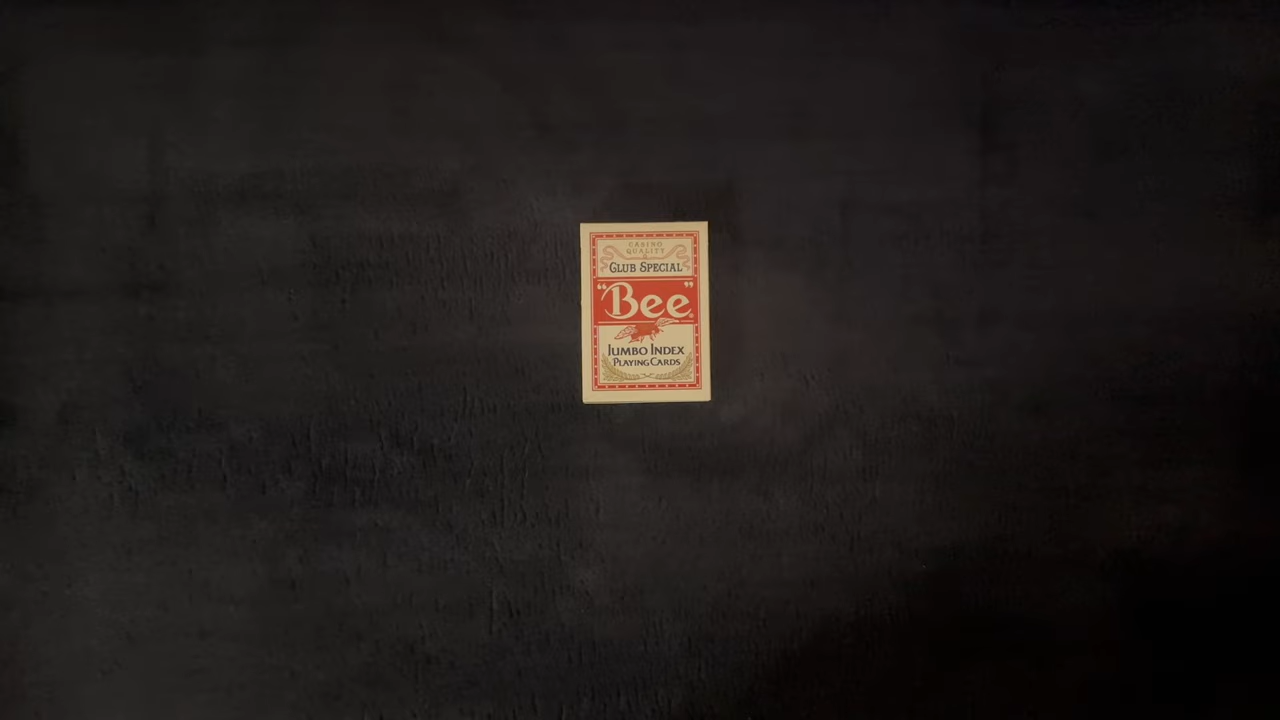 CASINO
QUALITY
CLUB SPECIAL
"Bee"®
JUMBO INDEX
PLAYING CARDS